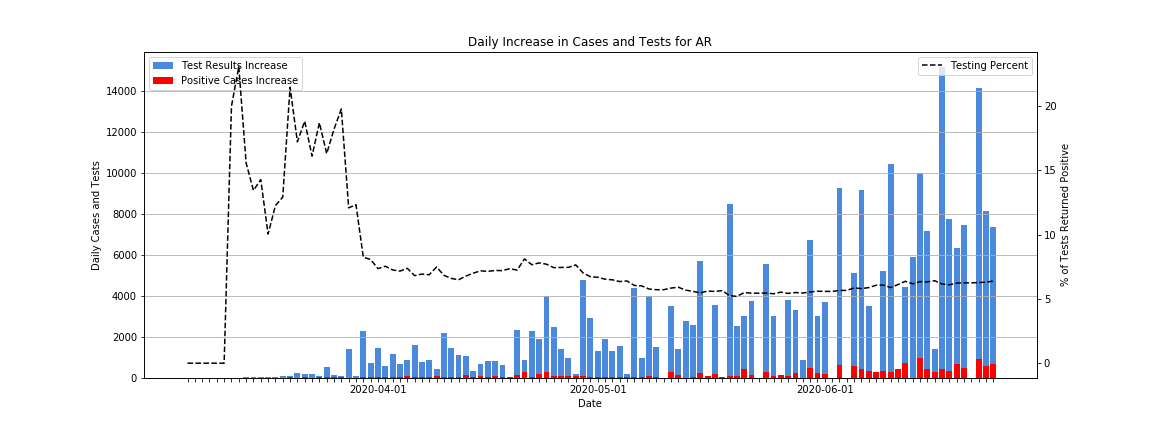 Daily Increase in Cases and Tests for AR
Test Results Increase
Positive Cases Increase
Testing Percent
14000
12000
10000
8000
6000
4000
2000
0
Daily Cases and Tests
20
15
10
5
0
% of Tests Returned Positive
2020-04-01
2020-05-01
2020-06-01
Date